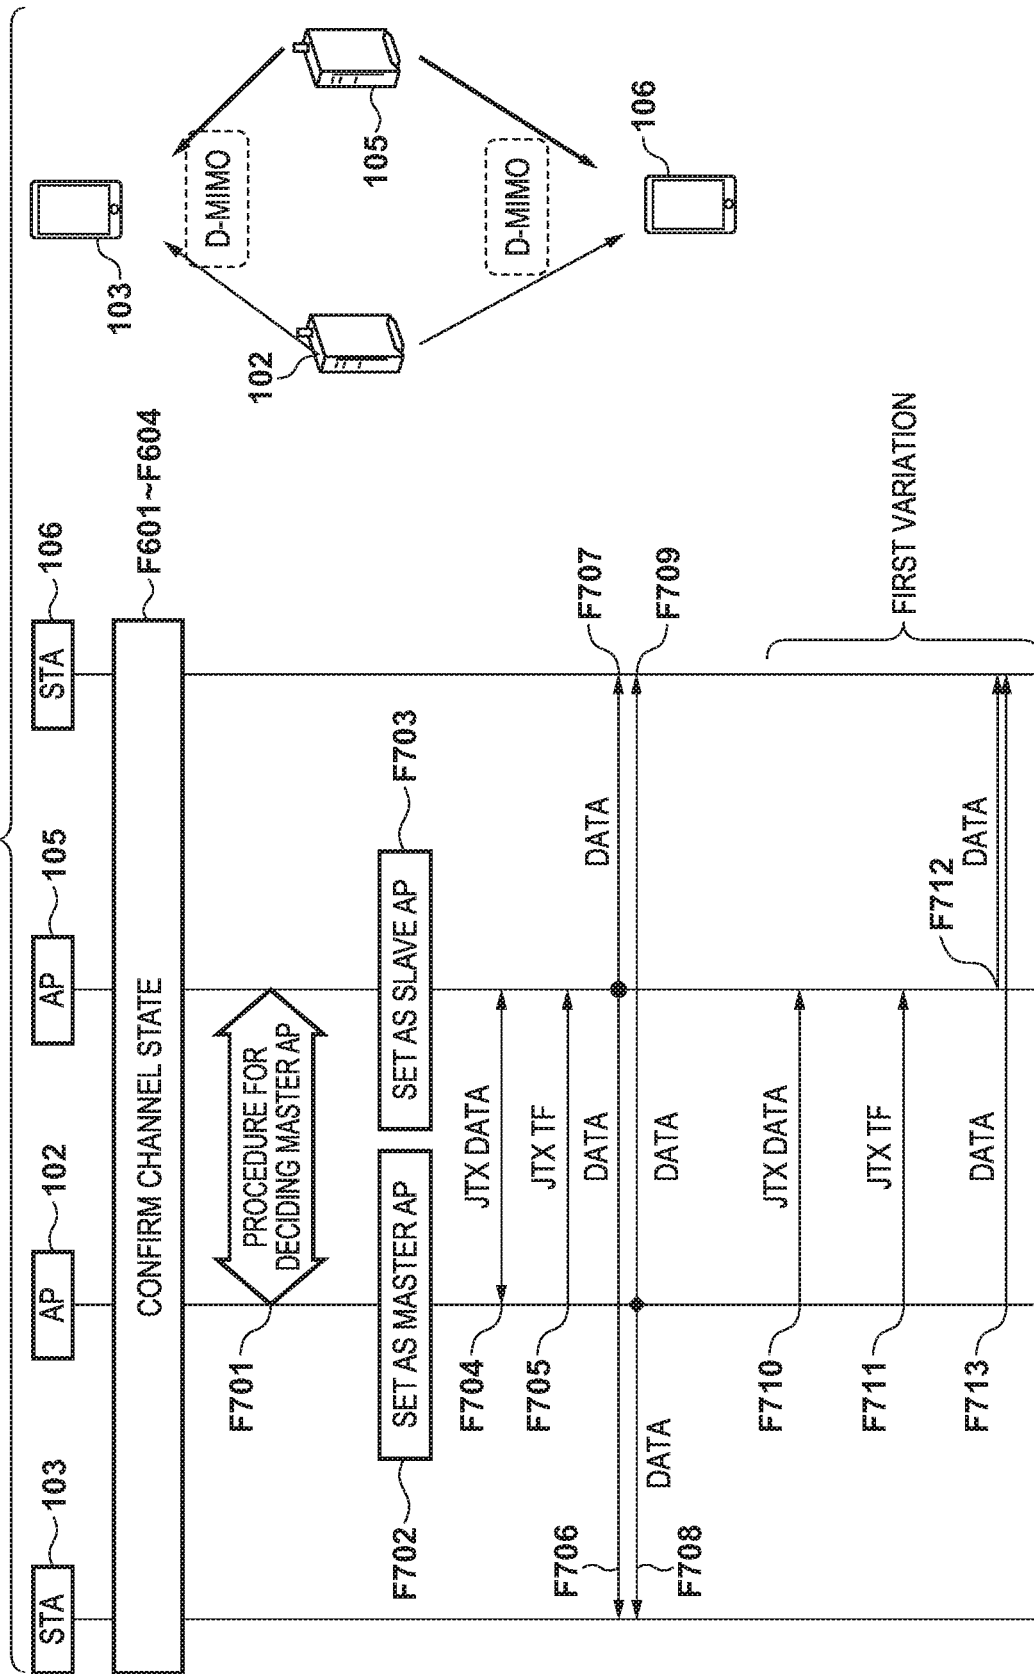 STA
103
AP
102
AP
105
STA
106
CONFIRM CHANNEL STATE
F601~F604
F701
PROCEDURE FOR
DECIDING MASTER AP
F702
SET AS MASTER AP
SET AS SLAVE AP
F703
F704
JTX DATA
F705
JTX TF
F706
DATA
DATA
F707
F708
DATA
DATA
F709
F710
JTX DATA
F711
JTX TF
F712
DATA
F713
DATA
FIRST VARIATION
103
D-MIMO
102
105
D-MIMO
106